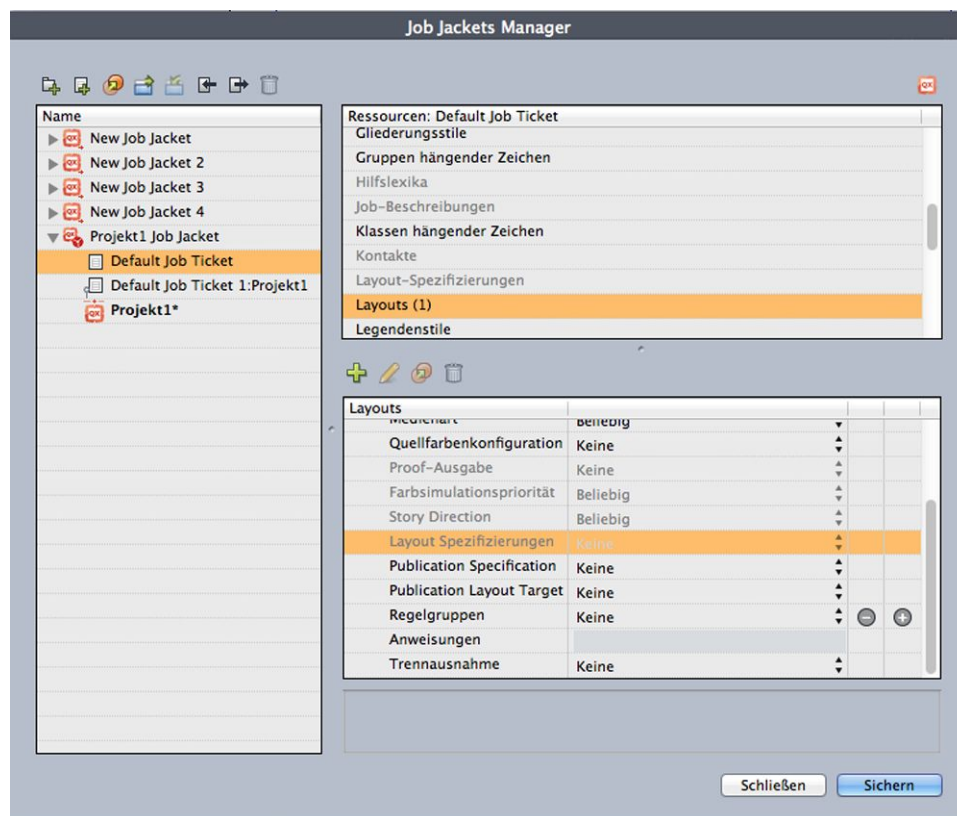 Job Jackets Manager
Name
New Job Jacket
New Job Jacket 2
New Job Jacket 3
New Job Jacket 4
Projekt1 Job Jacket
Default Job Ticket
Default Job Ticket 1:Projekt1
Projekt1*
Ressourcen: Default Job Ticket
Gliederungsstile
Gruppen hängender Zeichen
Hilfslexika
Job-Beschreibungen
Klassen hängender Zeichen
Kontakte
Layout-Spezifizierungen
Layouts (1)
Legendenstile
Layouts
Medienart Beliebig
Quellfarbenkonfiguration Keine
Proof-Ausgabe Keine
Farbsimulationspriorität Beliebig
Story Direction Beliebig
Layout Spezifizierungen Keine
Publication Specification Keine
Publication Layout Target Keine
Regelgruppen Keine
Anweisungen
Trennausnahme Keine
Schließen Sichern